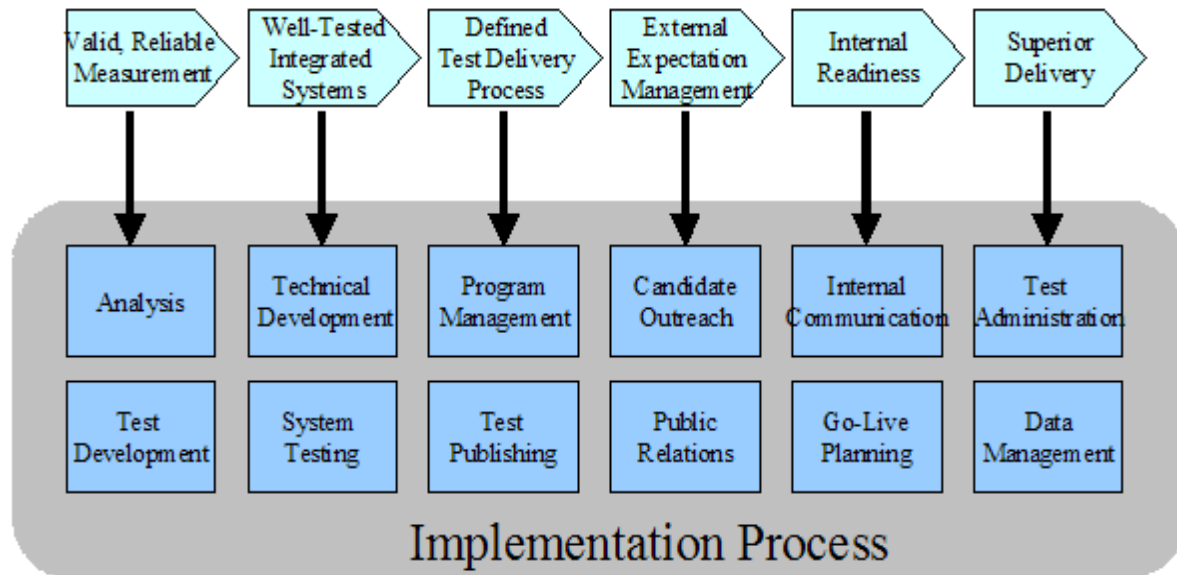 Valid, Reliable
Measurement
Well-Tested
Integrated
Systems
Defined
Test Delivery
Process
External
Expectation
Management
Internal
Readiness
Superior
Delivery
Analysis
Technical
Development
Program
Management
Candidate
Outreach
Internal
Communication
Test
Administration
Test
Development
System
Testing
Test
Publishing
Public
Relations
Go-Live
Planning
Data
Management
Implementation Process